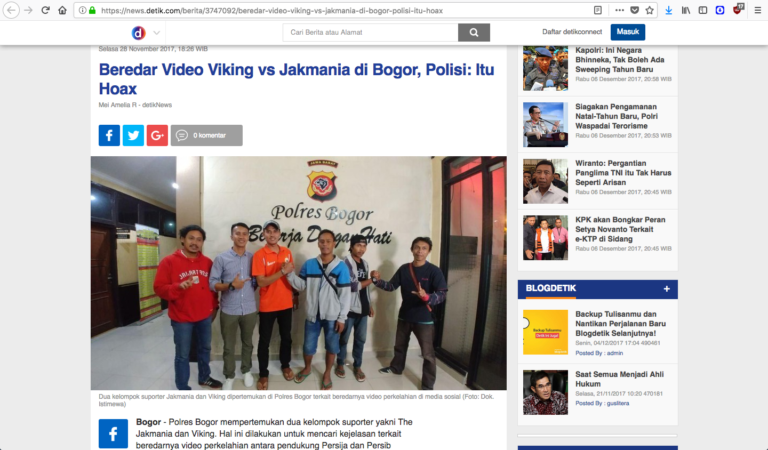 https://news.detik.com/berita/3747092/beredar-video-viking-vs-jakmania-di-bogor-polisi-itu-hoax
17
d
Cari Berita atau Alamat
Daftar detikconnect
Masuk
Selasa 28 November 2017, 18:26 WIB
Beredar Video Viking vs Jakmania di Bogor, Polisi: Itu
Hoax
Mei Amelia R - detikNews
f
G+
0 komentar
Polres Bogor
Bekerja Dengan Hati
Dua kelompok suporter Jakmania dan Viking dipertemukan di Polres Bogor terkait beredarnya video perkelahian di media sosial (Foto: Dok.
Istimewa)
f
Bogor - Polres Bogor mempertemukan dua kelompok suporter yakni The
Jakmania dan Viking. Hal ini dilakukan untuk mencari kejelasan terkait
beredarnya video perkelahian antara pendukung Persija dan Persib
Kapolri: Ini Negara
Bhinneka, Tak Boleh Ada
Sweeping Tahun Baru
Rabu 06 Desember 2017, 20:58 WIB
Siagakan Pengamanan
Natal-Tahun Baru, Polri
Waspadai Terorisme
Rabu 06 Desember 2017, 20:53 WIB
Wiranto: Pergantian
Panglima TNI itu Tak Harus
Seperti Arisan
Rabu 06 Desember 2017, 20:45 WIB
KPK akan Bongkar Peran
Setya Novanto Terkait
e-KTP di Sidang
Rabu 06 Desember 2017, 20:45 WIB
BLOGDETIK
+
Backup Tulisanmu dan
Nantikan Perjalanan Baru
Blogdetik Selanjutnya!
Senin, 04/12/2017 17:04 490461
Posted By : admin
Saat Semua Menjadi Ahli
Hukum
Selasa, 21/11/2017 10:20 470181
Posted By : guslitera